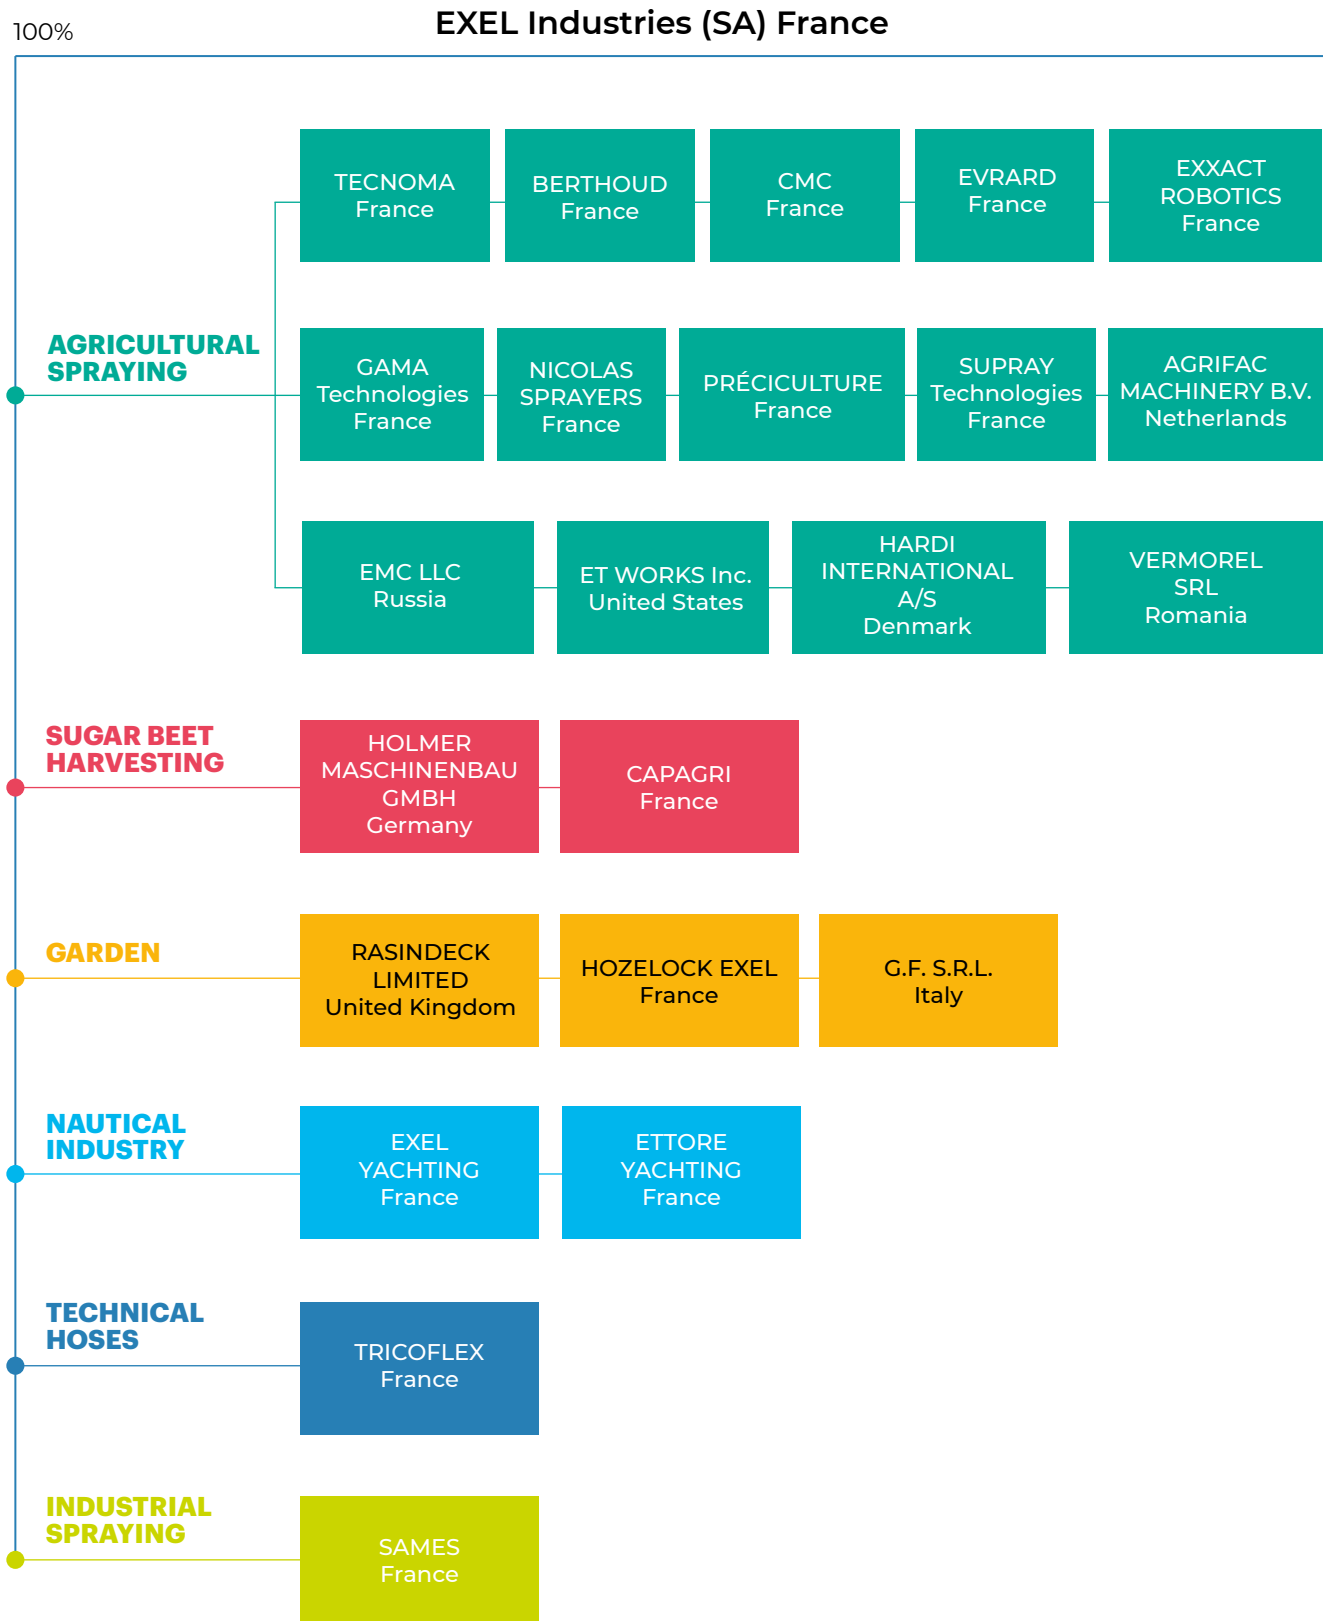 100%
EXEL Industries (SA) France
TECNOMA
France
BERTHOUD
France
CMC
France
EVRARD
France
EXXACT
ROBOTICS
France
AGRICULTURAL
SPRAYING
GAMA
Technologies
France
NICOLAS
SPRAYERS
France
PRÉCICULTURE
France
SUPRAY
Technologies
France
AGRIFAC
MACHINERY B.V.
Netherlands
EMC LLC
Russia
ET WORKS Inc.
United States
HARDI
INTERNATIONAL
A/S
Denmark
VERMOREL
SRL
Romania
SUGAR BEET
HARVESTING
HOLMER
MASCHINENBAU
GMBH
Germany
CAPAGRI
France
GARDEN
RASINDECK
LIMITED
United Kingdom
HOZELOCK EXEL
France
G.F. S.R.L.
Italy
NAUTICAL
INDUSTRY
EXEL
YACHTING
France
ETTORE
YACHTING
France
TECHNICAL
HOSES
TRICOFLEX
France
INDUSTRIAL
SPRAYING
SAMES
France